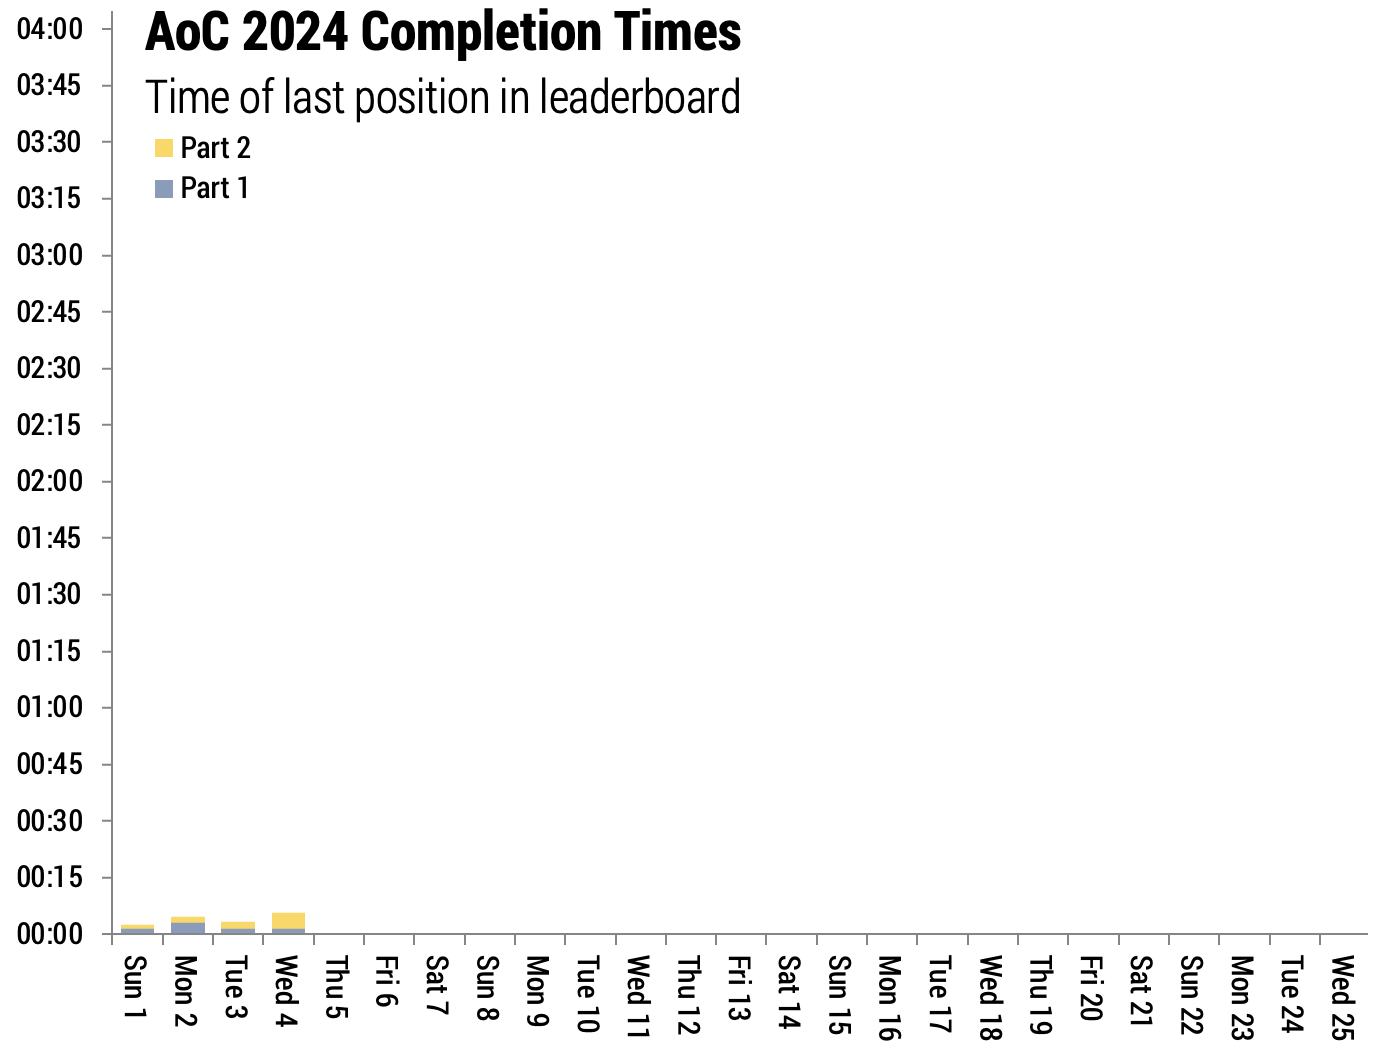 AoC 2024 Completion Times
Time of last position in leaderboard
Part 2
Part 1
04:00
03:45
03:30
03:15
03:00
02:45
02:30
02:15
02:00
01:45
01:30
01:15
01:00
00:45
00:30
00:15
00:00
Sun 1
Mon 2
Tue 3
Wed 4
Thu 5
Fri 6
Sat 7
Sun 8
Mon 9
Tue 10
Wed 11
Thu 12
Fri 13
Sat 14
Sun 15
Mon 16
Tue 17
Wed 18
Thu 19
Fri 20
Sat 21
Sun 22
Mon 23
Tue 24
Wed 25